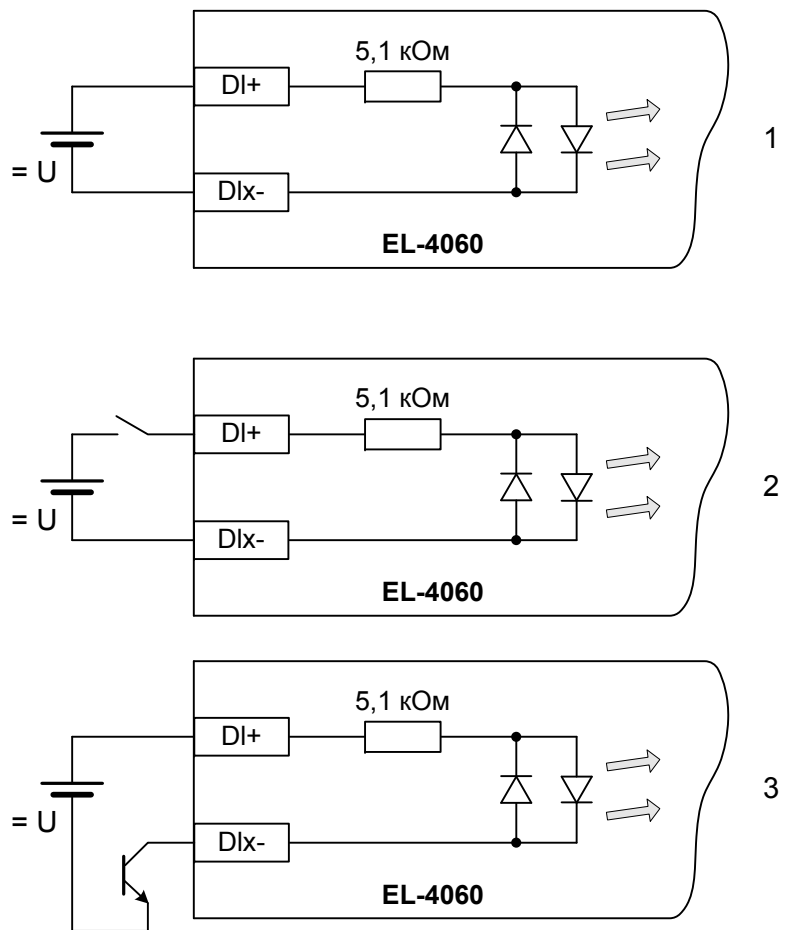 5,1 кОм
DI+
1
= U
DIx-
EL-4060
5,1 кОм
DI+
2
= U
DIx-
EL-4060
5,1 кОм
DI+
3
= U
DIx-
EL-4060